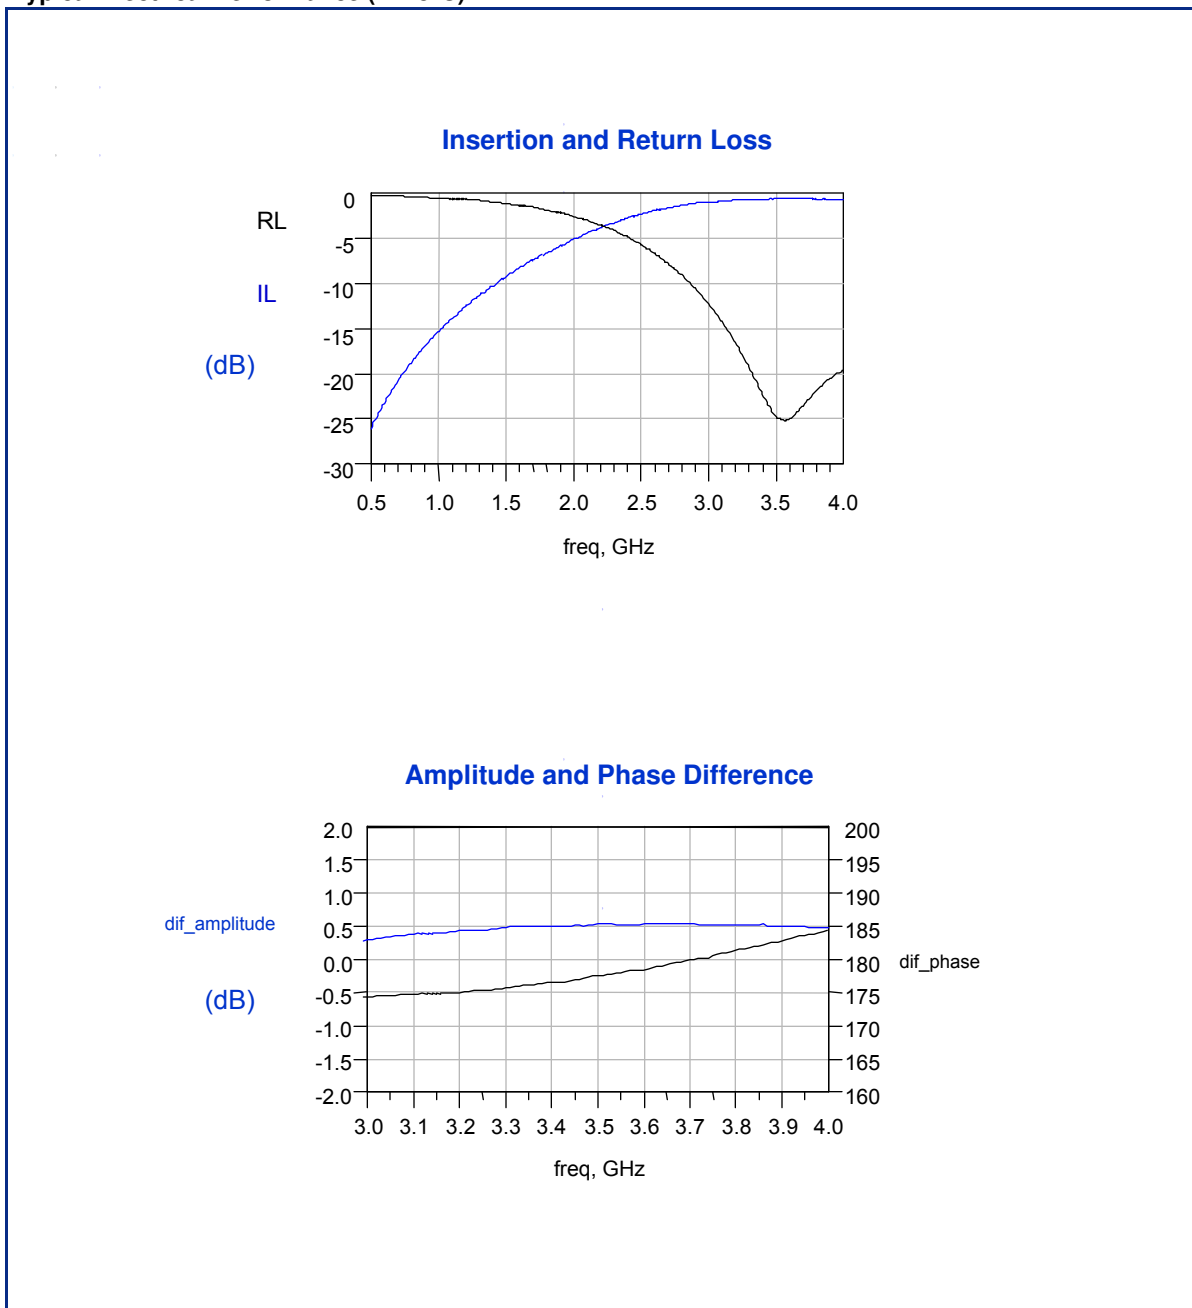 Insertion and Return Loss
RL
IL
(dB)
0
-5
-10
-15
-20
-25
-30
0.5 1.0 1.5 2.0 2.5 3.0 3.5 4.0
freq, GHz
Amplitude and Phase Difference
dif_amplitude
(dB)
2.0
1.5
1.0
0.5
0.0
-0.5
-1.0
-1.5
-2.0
200
195
190
185
180
175
170
165
160
dif_phase
3.0 3.1 3.2 3.3 3.4 3.5 3.6 3.7 3.8 3.9 4.0
freq, GHz